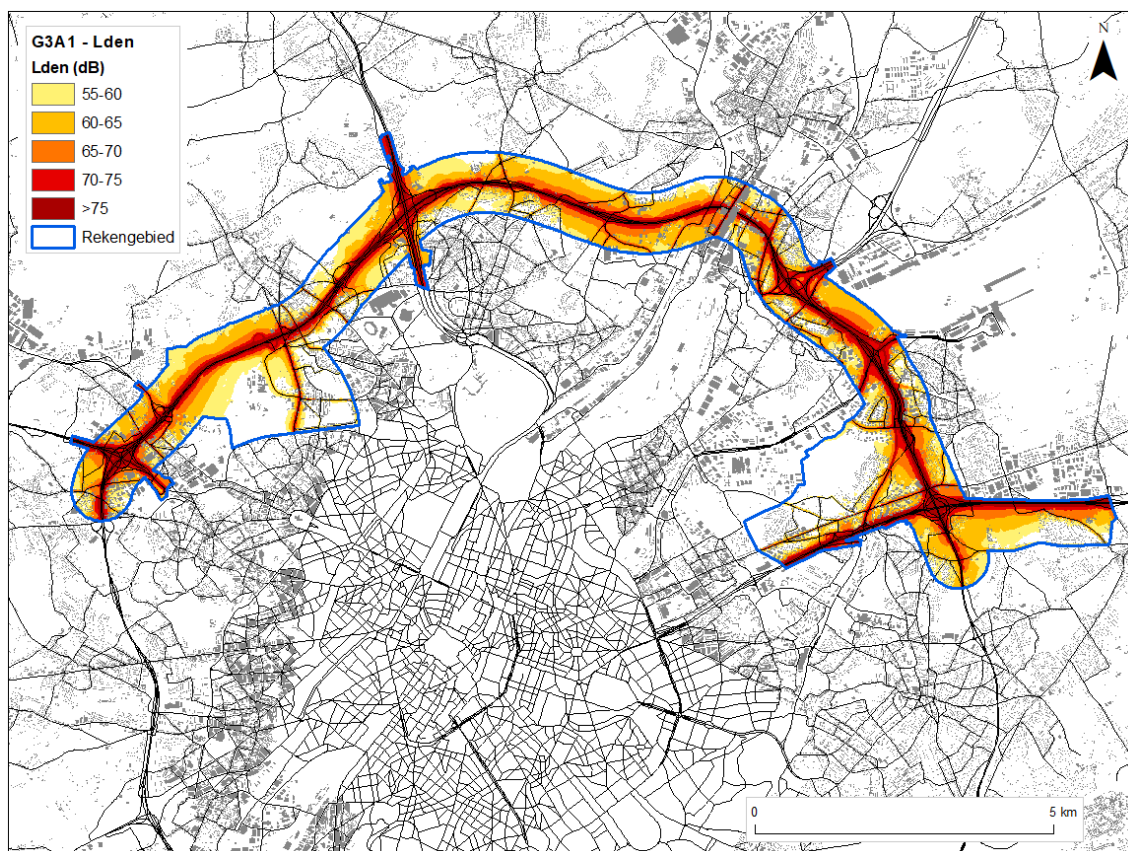 G3A1 - Lden
Lden (dB)
55-60
60-65
65-70
70-75
>75
Rekengebied
N
0 5 km